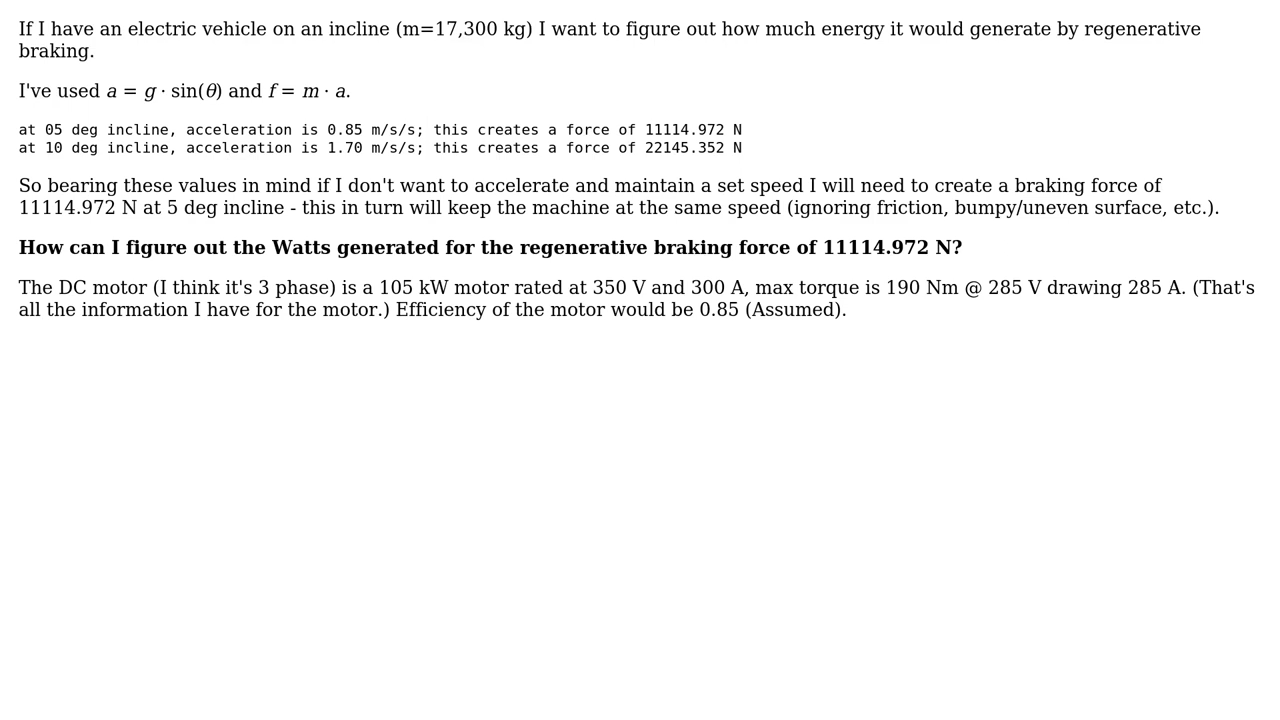 If I have an electric vehicle on an incline (m=17,300 kg) I want to figure out how much energy it would generate by regenerative
braking.
I've used a = g · sin(θ) and f = m · a.
at 05 deg incline, acceleration is 0.85 m/s/s; this creates a force of 11114.972 N
at 10 deg incline, acceleration is 1.70 m/s/s; this creates a force of 22145.352 N
So bearing these values in mind if I don't want to accelerate and maintain a set speed I will need to create a braking force of
11114.972 N at 5 deg incline - this in turn will keep the machine at the same speed (ignoring friction, bumpy/uneven surface, etc.).
How can I figure out the Watts generated for the regenerative braking force of 11114.972 N?
The DC motor (I think it's 3 phase) is a 105 kW motor rated at 350 V and 300 A, max torque is 190 Nm @ 285 V drawing 285 A. (That's
all the information I have for the motor.) Efficiency of the motor would be 0.85 (Assumed).